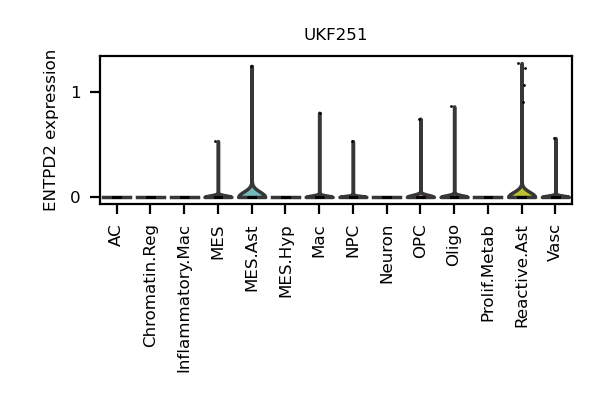 UKF251
ENTPD2 expression
1
0
AC
Chromatin.Reg
Inflammatory.Mac
MES
MES.Ast
MES.Hyp
Mac
NPC
Neuron
OPC
Oligo
Prolif.Metab
Reactive.Ast
Vasc